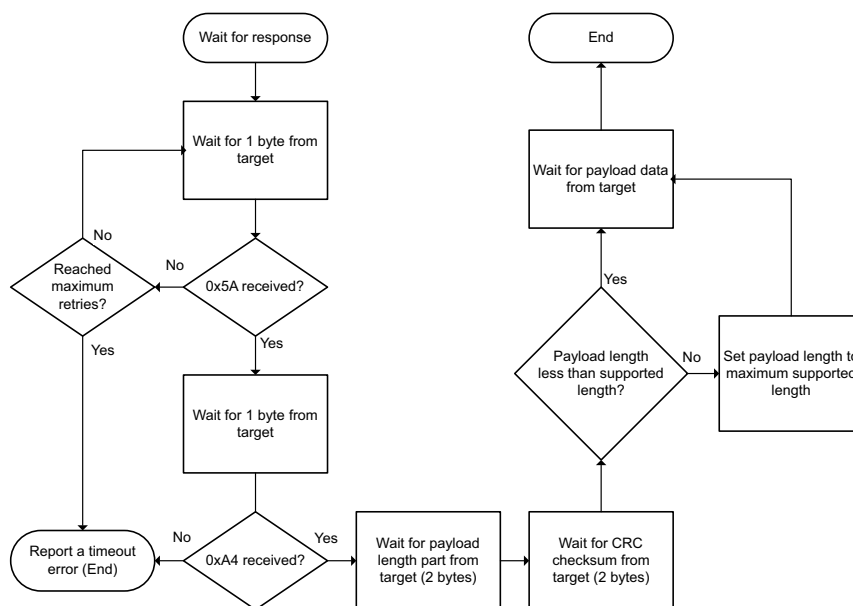 Wait for response
Wait for 1 byte from
target
No
Reached
maximum
retries?
No
0x5A received?
Yes
Yes
Wait for 1 byte from
target
Report a timeout
error (End)
No
0xA4 received?
Yes
Wait for payload
length part from
target (2 bytes)
Wait for CRC
checksum from
target (2 bytes)
Payload length
less than supported
length?
No
Set payload length to
maximum supported
length
Yes
Wait for payload data
from target
End